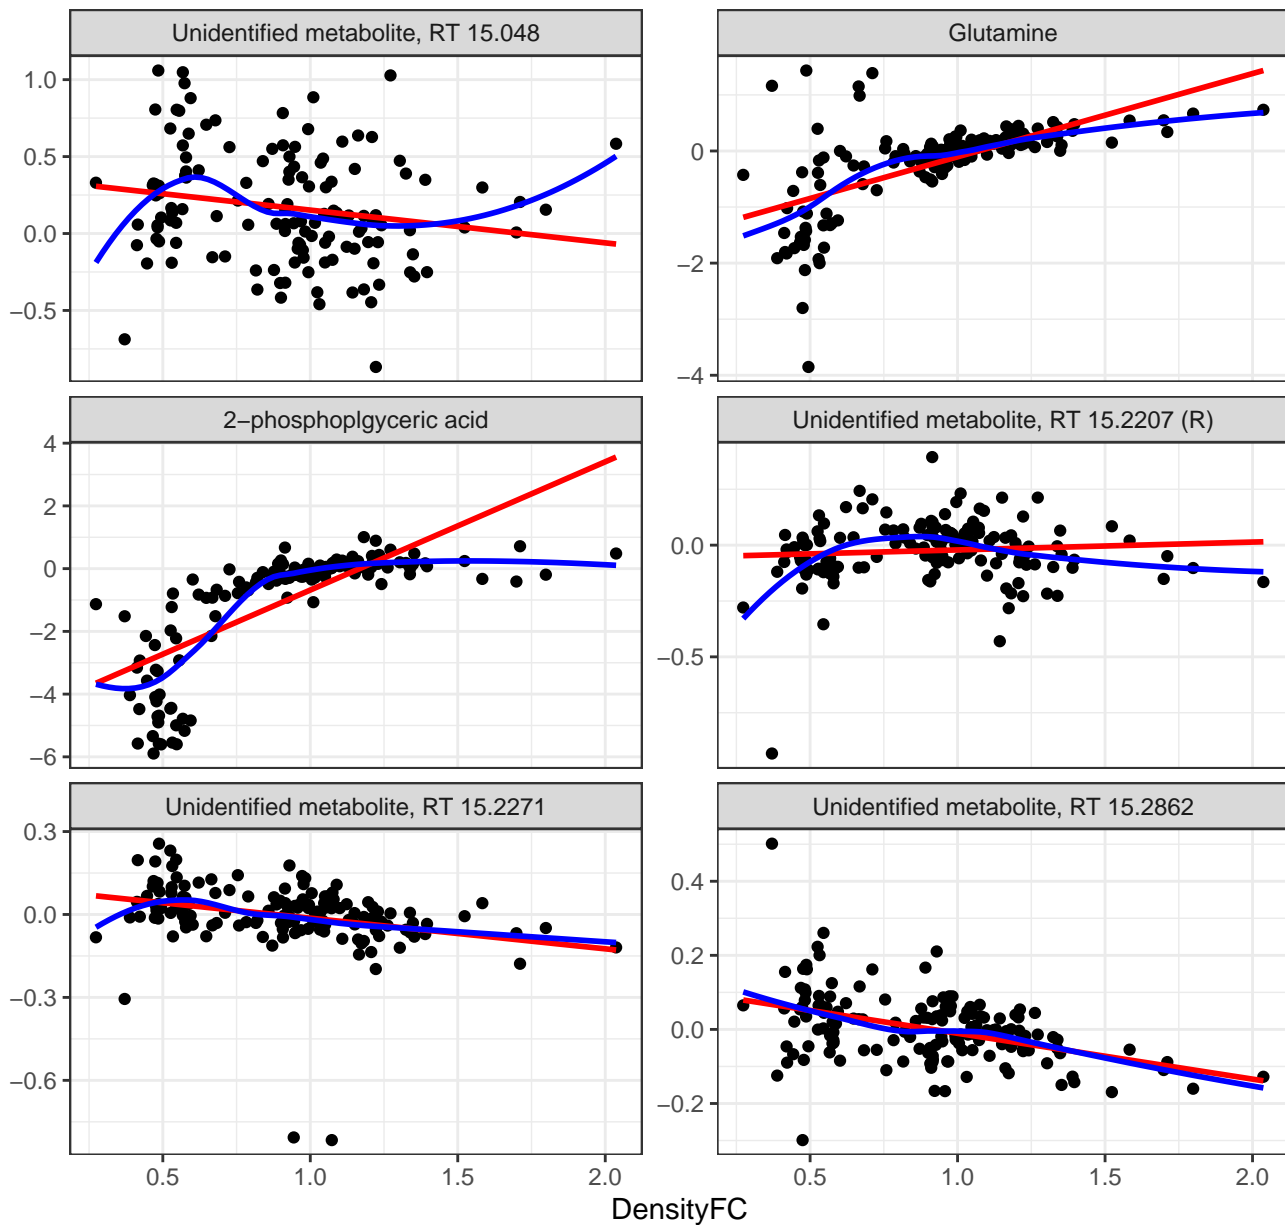 Unidentified metabolite, RT 15.048
Glutamine
1.0
0.5
0.0
−0.5
0
−2
−4
2−phosphoplgyceric acid
Unidentified metabolite, RT 15.2207 (R)
4
2
0
−2
−4
−6
0.0
−0.5
Unidentified metabolite, RT 15.2271
Unidentified metabolite, RT 15.2862
0.3
0.0
−0.3
−0.6
0.4
0.2
0.0
−0.2
0.5 1.0 1.5 2.0
0.5 1.0 1.5 2.0
DensityFC